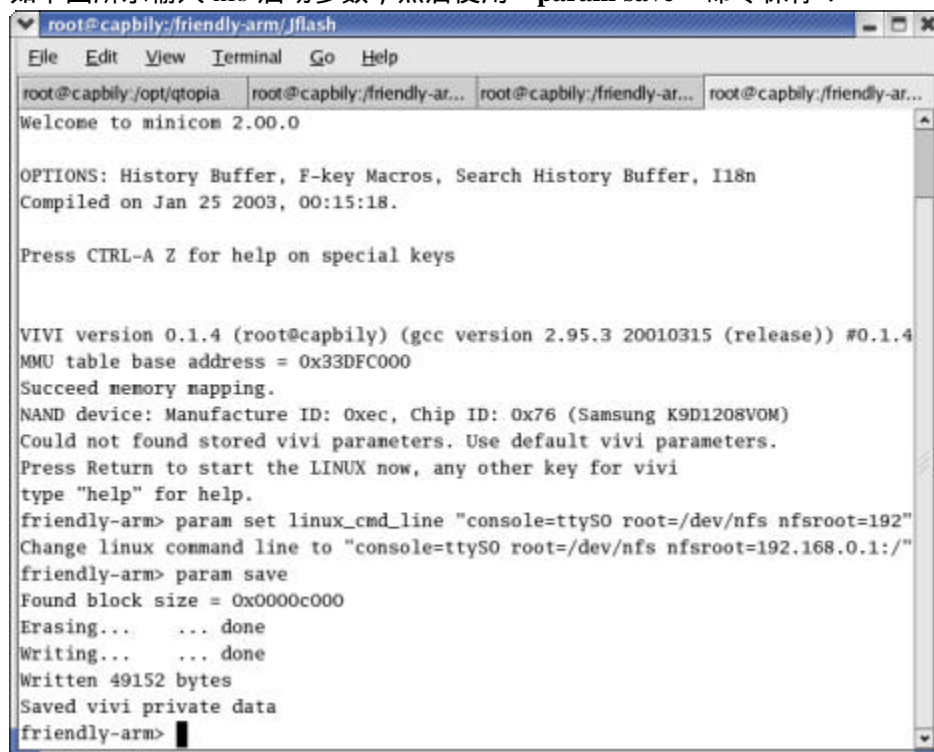 root@capbily:/friendly-arm/Jflash
File Edit View Terminal Go Help
root@capbily:/opt/qtopia root@capbily:/friendly-ar... root@capbily:/friendly-ar... root@capbily:/friendly-ar...
Welcome to minicom 2.00.0
OPTIONS: History Buffer, F-key Macros, Search History Buffer, I18n
Compiled on Jan 25 2003, 00:15:18.
Press CTRL-A Z for help on special keys
VIVI version 0.1.4 (root@capbily) (gcc version 2.95.3 20010315 (release)) #0.1.4
MMU table base address = 0x33DFC000
Succeed memory mapping.
NAND device: Manufacture ID: 0xec, Chip ID: 0x76 (Samsung K9D1208V0M)
Could not found stored vivi parameters. Use default vivi parameters.
Press Return to start the LINUX now, any other key for vivi
type "help" for help.
friendly-arm> param set linux_cmd_line "console=ttyS0 root=/dev/nfs nfsroot=192"
Change linux command line to "console=ttyS0 root=/dev/nfs nfsroot=192.168.0.1:/"
friendly-arm> param save
Found block size = 0x0000c000
Erasing... ... done
Writing... ... done
Written 49152 bytes
Saved vivi private data
friendly-arm>